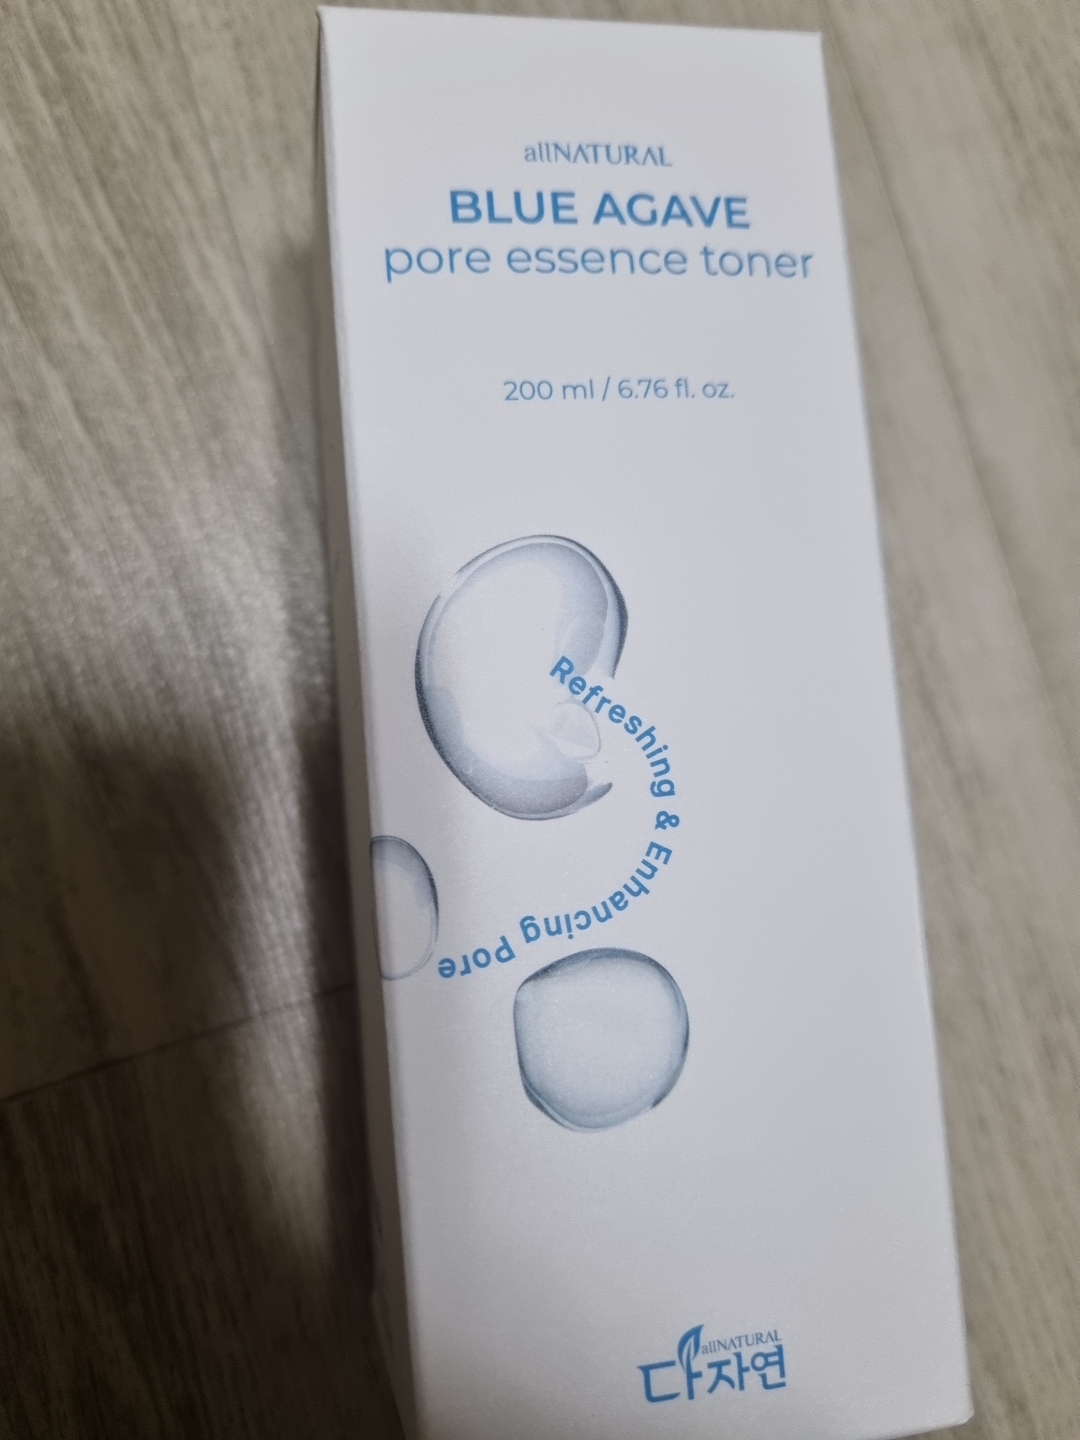 allNATURAL
BLUE AGAVE
pore essence toner
200 ml / 6.76 fl. oz.
Refreshing & Enhancing Pore
allNATURAL
다자연